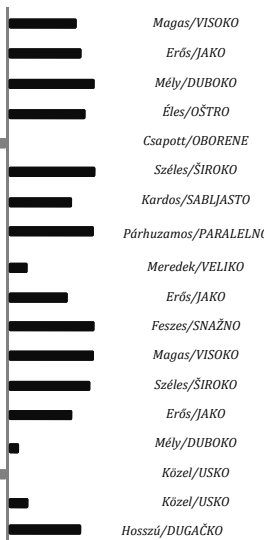 Magas/VISOKO
Erős/JAKO
Mély/DUBOKO
Éles/OŠTRO
Csapott/OBORENE
Széles/ŠIROKO
Kardos/SABLJASTO
Párhuzamos/PARALELNO
Meredek/VELIKO
Erős/JAKO
Feszes/SNAŽNO
Magas/VISOKO
Széles/ŠIROKO
Erős/JAKO
Mély/DUBOKO
Közel/USKO
Közel/USKO
Hosszú/DUGAČKO